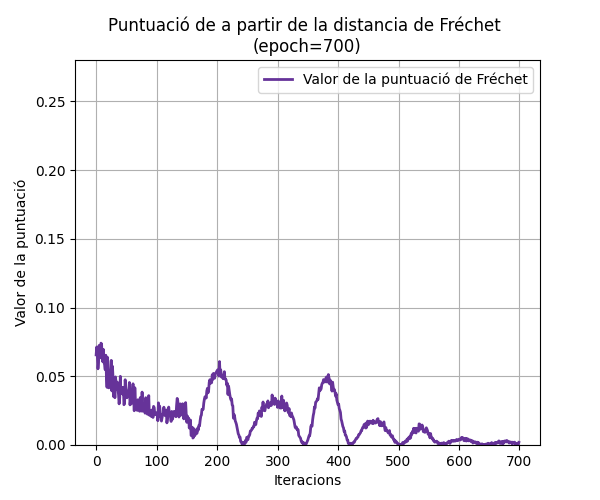 Puntuació de a partir de la distancia de Fréchet
(epoch=700)
Valor de la puntuació de Fréchet
Valor de la puntuació
0.25
0.20
0.15
0.10
0.05
0.00
0 100 200 300 400 500 600 700
Iteracions